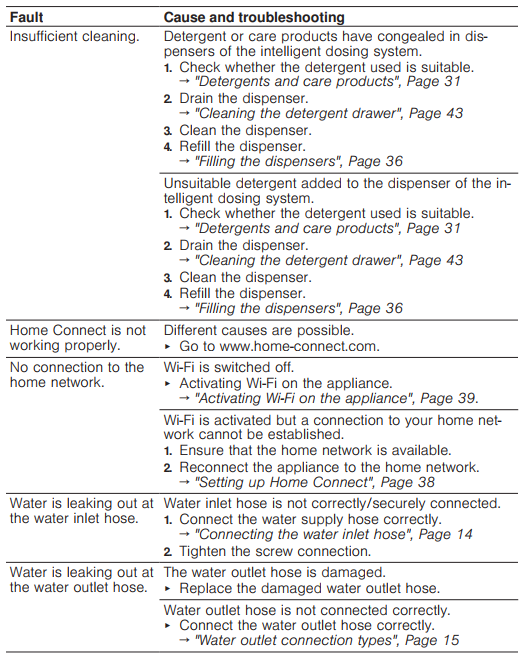 Fault Cause and troubleshooting
Insufficient cleaning. Detergent or care products have congealed in dis-
pensers of the intelligent dosing system.
1. Check whether the detergent used is suitable.
→ "Detergents and care products", Page 31
2. Drain the dispenser.
→ "Cleaning the detergent drawer", Page 43
3. Clean the dispenser.
4. Refill the dispenser.
→ "Filling the dispensers", Page 36
Unsuitable detergent added to the dispenser of the in-
telligent dosing system.
1. Check whether the detergent used is suitable.
→ "Detergents and care products", Page 31
2. Drain the dispenser.
→ "Cleaning the detergent drawer", Page 43
3. Clean the dispenser.
4. Refill the dispenser.
→ "Filling the dispensers", Page 36
Home Connect is not
working properly.
Different causes are possible.
▸ Go to www.home-connect.com.
No connection to the
home network.
Wi-Fi is switched off.
▸ Activating Wi-Fi on the appliance.
→ "Activating Wi-Fi on the appliance", Page 39.
Wi-Fi is activated but a connection to your home net-
work cannot be established.
1. Ensure that the home network is available.
2. Reconnect the appliance to the home network.
→ "Setting up Home Connect", Page 38
Water is leaking out at
the water inlet hose.
Water inlet hose is not correctly/securely connected.
1. Connect the water supply hose correctly.
→ "Connecting the water inlet hose", Page 14
2. Tighten the screw connection.
Water is leaking out at
the water outlet hose.
The water outlet hose is damaged.
▸ Replace the damaged water outlet hose.
Water outlet hose is not connected correctly.
▸ Connect the water outlet hose correctly.
→ "Water outlet connection types", Page 15